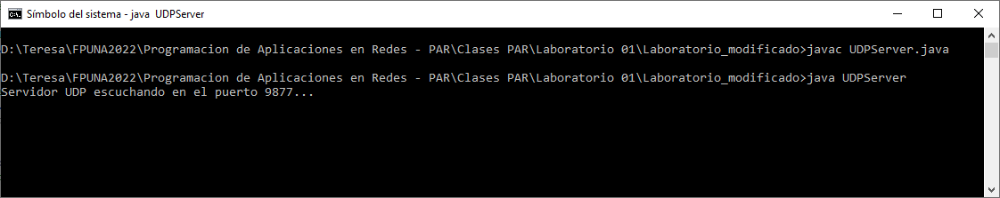 Símbolo del sistema - java  UDPServer
D:\Teresa\FPUNA2022\Programacion de Aplicaciones en Redes - PAR\Clases PAR\Laboratorio 01\Laboratorio_modificado>javac UDPServer.java
D:\Teresa\FPUNA2022\Programacion de Aplicaciones en Redes - PAR\Clases PAR\Laboratorio 01\Laboratorio_modificado>java UDPServer
Servidor UDP escuchando en el puerto 9877...